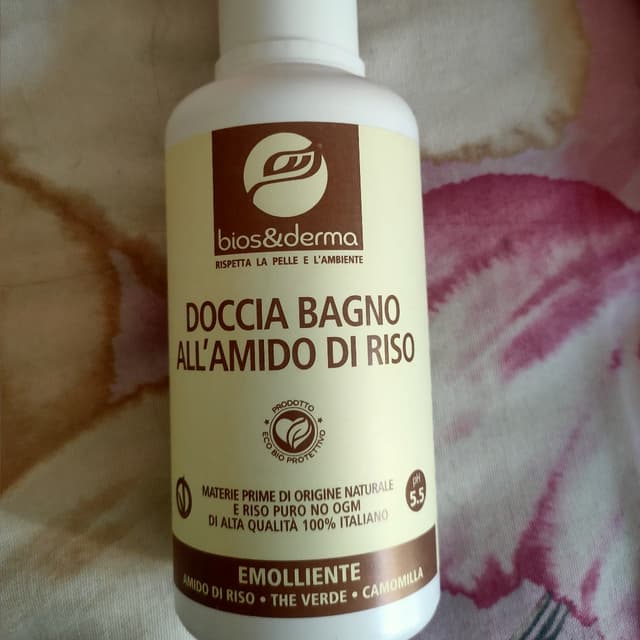 bios&derma
RISPETTA LA PELLE E L'AMBIENTE
DOCCIA BAGNO
ALL'AMIDO DI RISO
PRODOTTO
ECO BIO PROTETTIVO
MATERIE PRIME DI ORIGINE NATURALE
E RISO PURO NO OGM
DI ALTA QUALITÀ 100% ITALIANO
pH
5.5
EMOLLIENTE
AMIDO DI RISO • THE VERDE • CAMOMILLA